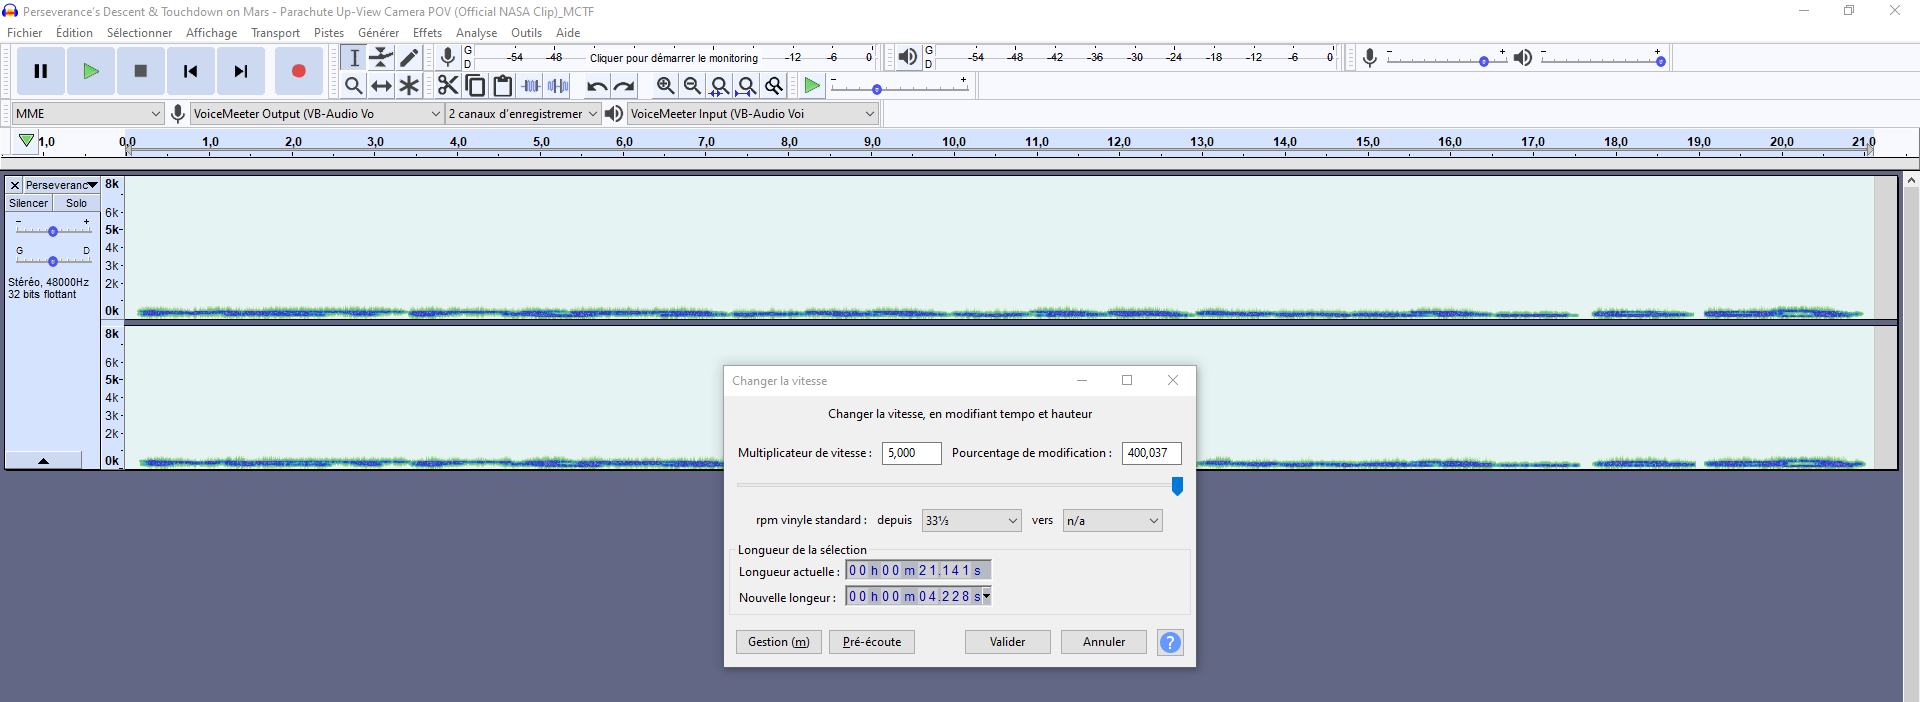 Perseverance's Descent & Touchdown on Mars - Parachute Up-View Camera POV (Official NASA Clip)_MCTF
Fichier Édition Sélectionner Affichage Transport Pistes Générer Effets Analyse Outils Aide
G D -54 -48 Cliquer pour démarrer le monitoring -12 -6 0
G D -54 -48 -42 -36 -30 -24 -18 -12 -6 0
- +
- +
- +
MME VoiceMeeter Output (VB-Audio Vo 2 canaux d'enregistremer VoiceMeeter Input (VB-Audio Voi
1,0 0,0 1,0 2,0 3,0 4,0 5,0 6,0 7,0 8,0 9,0 10,0 11,0 12,0 13,0 14,0 15,0 16,0 17,0 18,0 19,0 20,0 21,0
Perseveranc
Silencer Solo
- +
G D
Stéréo, 48000Hz
32 bits flottant
8k
6k
5k
4k
3k
2k
0k
8k
6k
5k
4k
3k
2k
0k
Changer la vitesse
Changer la vitesse, en modifiant tempo et hauteur
Multiplicateur de vitesse : 5,000 Pourcentage de modification : 400,037
rpm vinyle standard : depuis 33⅓ vers n/a
Longueur de la sélection
Longueur actuelle : 00 h 00 m 21.141 s
Nouvelle longeur : 00 h 00 m 04.228 s
Gestion (m) Pré-écoute Valider Annuler ?